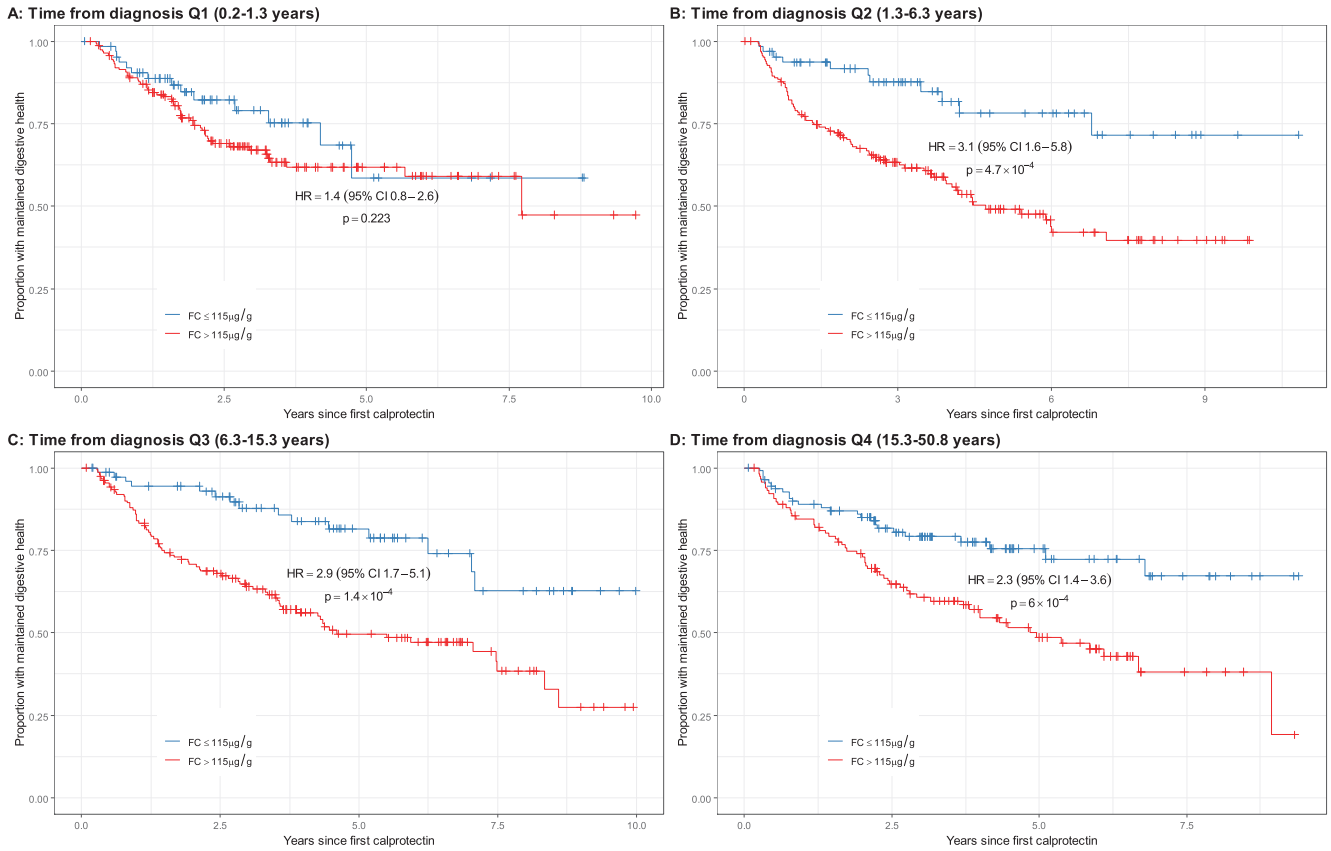 A: Time from diagnosis Q1 (0.2-1.3 years)
Proportion with maintained digestive health
1.00
0.75
0.50
0.25
0.00
HR = 1.4 (95% CI 0.8−2.6)
p = 0.223
FC ≤ 115μg/g
FC > 115μg/g
0.0 2.5 5.0 7.5 10.0
Years since first calprotectin
B: Time from diagnosis Q2 (1.3-6.3 years)
Proportion with maintained digestive health
1.00
0.75
0.50
0.25
0.00
HR = 3.1 (95% CI 1.6−5.8)
p = 4.7 × 10⁻⁴
FC ≤ 115μg/g
FC > 115μg/g
0 3 6 9
Years since first calprotectin
C: Time from diagnosis Q3 (6.3-15.3 years)
Proportion with maintained digestive health
1.00
0.75
0.50
0.25
0.00
HR = 2.9 (95% CI 1.7−5.1)
p = 1.4 × 10⁻⁴
FC ≤ 115μg/g
FC > 115μg/g
0.0 2.5 5.0 7.5 10.0
Years since first calprotectin
D: Time from diagnosis Q4 (15.3-50.8 years)
Proportion with maintained digestive health
1.00
0.75
0.50
0.25
0.00
HR = 2.3 (95% CI 1.4−3.6)
p = 6 × 10⁻⁴
FC ≤ 115μg/g
FC > 115μg/g
0.0 2.5 5.0 7.5
Years since first calprotectin